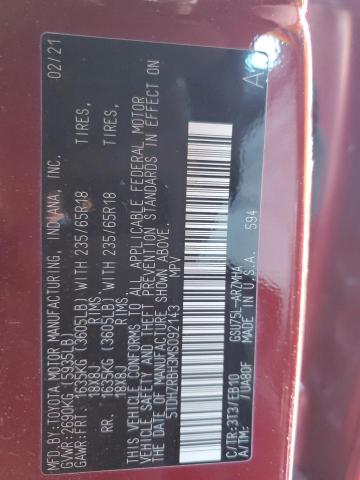 MFD.BY:TOYOTA MOTOR MANUFACTURING, INDIANA, INC. 02/21
GVWR:2690KG (5935LB)
GAWR:FRT. 1635KG (3605LB) WITH 235/65R18 TIRES,
18X8J RIMS
RR. 1635KG (3605LB) WITH 235/65R18 TIRES,
18X8J RIMS
THIS VEHICLE CONFORMS TO ALL APPLICABLE FEDERAL MOTOR
VEHICLE SAFETY AND THEFT PREVENTION STANDARDS IN EFFECT ON
THE DATE OF MANUFACTURE SHOWN ABOVE.
5TDHZRBH3MS092143 MPV
C/TR:3T3/EB10 GSU75L-ARZMHA
A/TM: /UA80F MADE IN U.S.A. 594